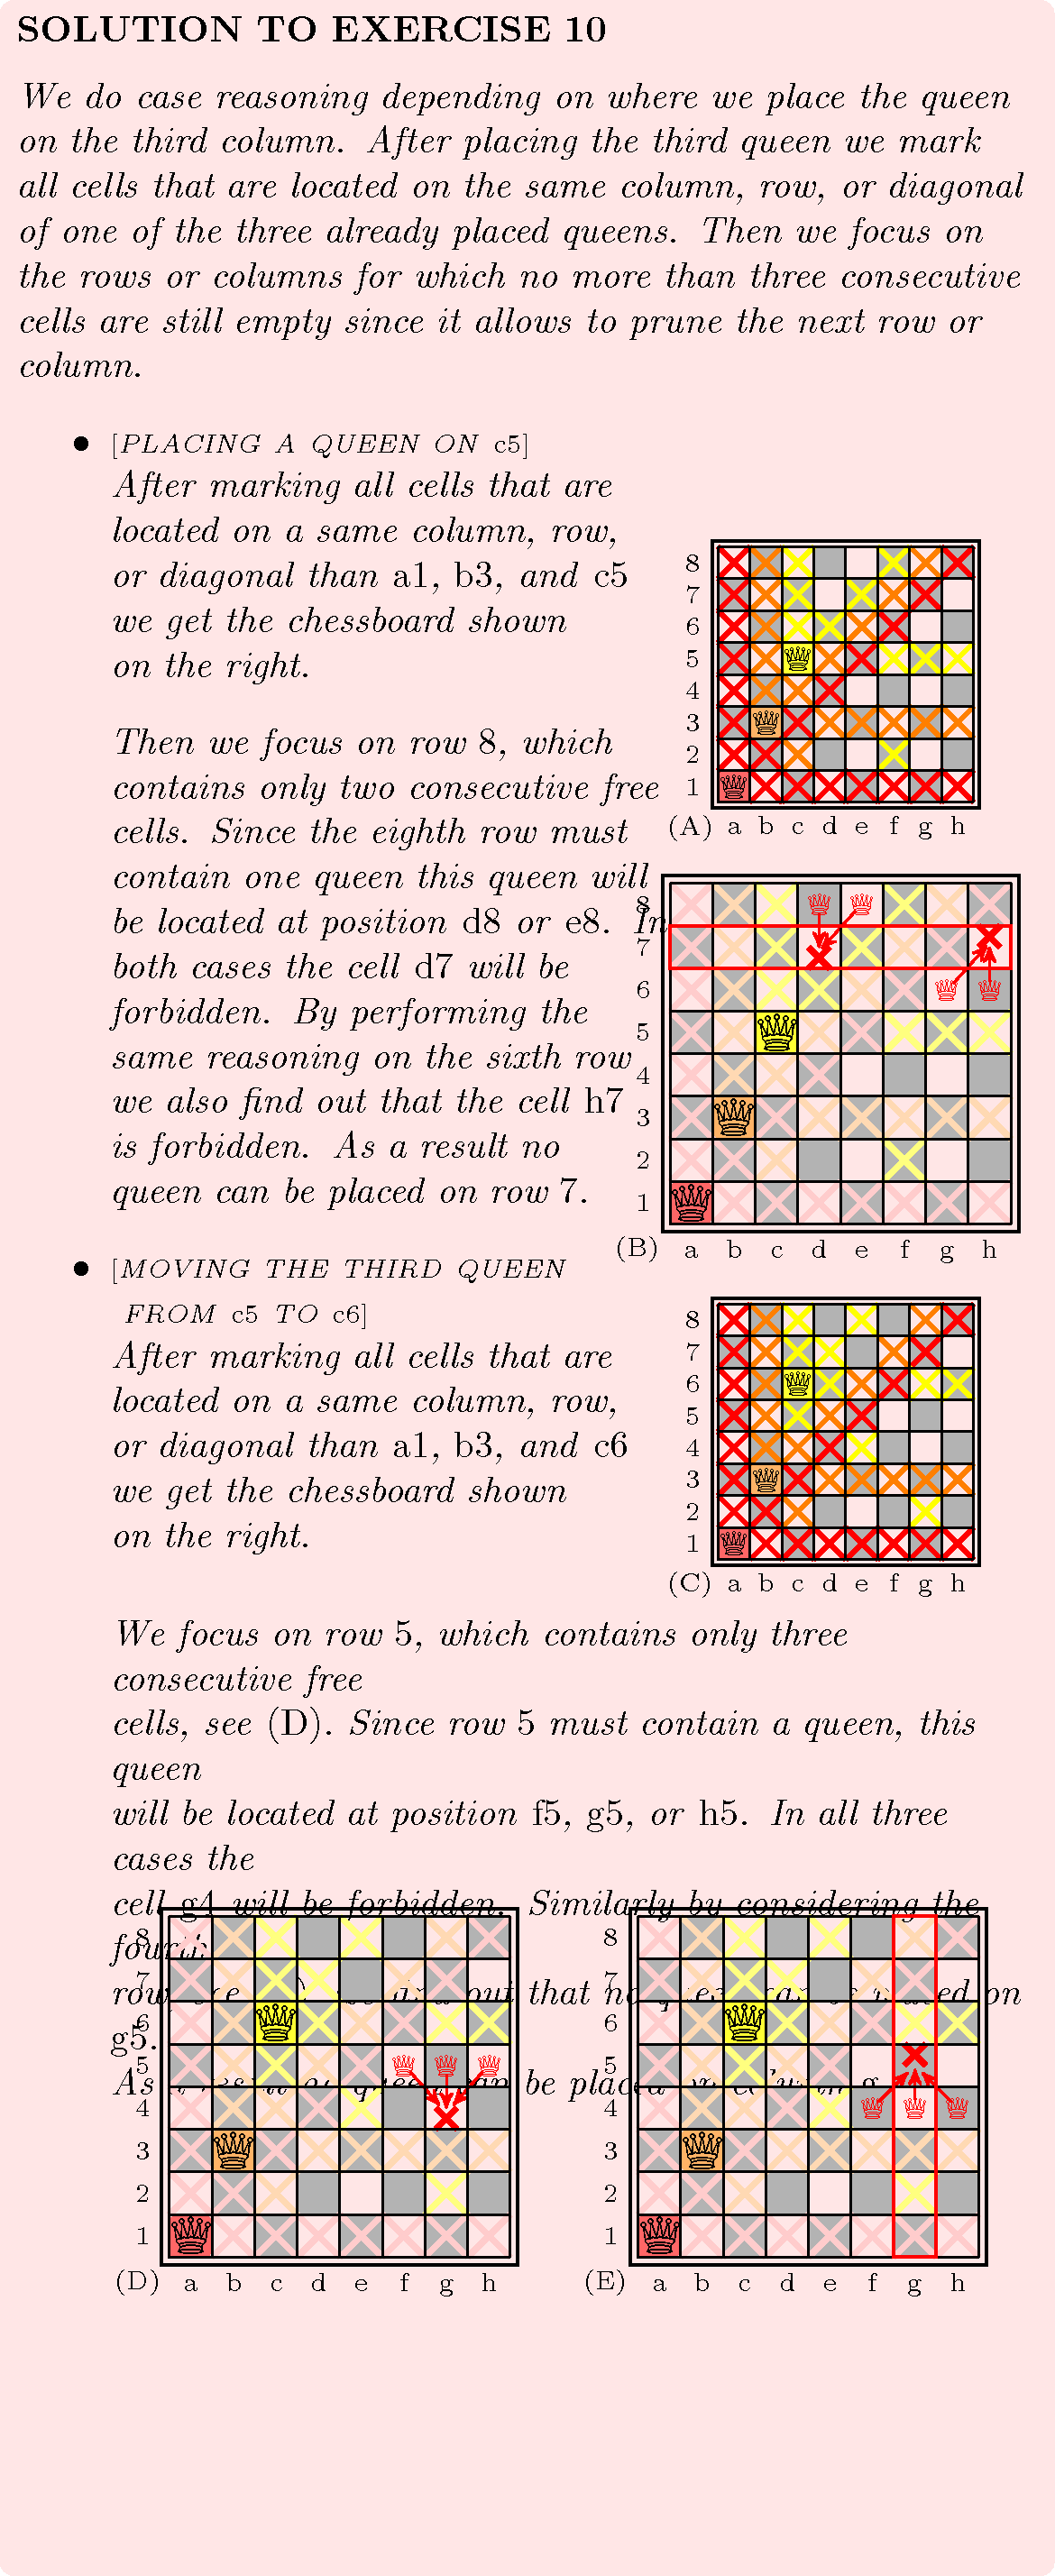 SOLUTION TO EXERCISE 10
We do case reasoning depending on where we place the queen
on the third column. After placing the third queen we mark
all cells that are located on the same column, row, or diagonal
of one of the three already placed queens. Then we focus on
the rows or columns for which no more than three consecutive
cells are still empty since it allows to prune the next row or
column.
• [PLACING A QUEEN ON c5]
After marking all cells that are
located on a same column, row,
or diagonal than a1, b3, and c5
we get the chessboard shown
on the right.
8
7
6
5
4
3
2
1
(A) a b c d e f g h
Then we focus on row 8, which
contains only two consecutive free
cells. Since the eighth row must
contain one queen this queen will
be located at position d8 or e8. In
both cases the cell d7 will be
forbidden. By performing the
same reasoning on the sixth row
we also find out that the cell h7
is forbidden. As a result no
queen can be placed on row 7.
8
7
6
5
4
3
2
1
(B) a b c d e f g h
• [MOVING THE THIRD QUEEN
FROM c5 TO c6]
After marking all cells that are
located on a same column, row,
or diagonal than a1, b3, and c6
we get the chessboard shown
on the right.
8
7
6
5
4
3
2
1
(C) a b c d e f g h
We focus on row 5, which contains only three
consecutive free
cells, see (D). Since row 5 must contain a queen, this
queen
will be located at position f5, g5, or h5. In all three
cases the
cell g4 will be forbidden. Similarly by considering the
fourth
row out that no on
g5.
As be placed
8
7
6
5
4
3
2
1
(D) a b c d e f g h
8
7
6
5
4
3
2
1
(E) a b c d e f g h